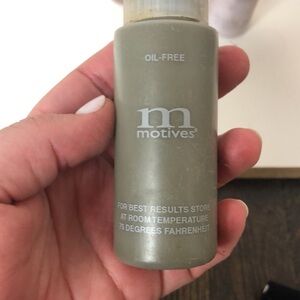 OIL-FREE
m
motives®
FOR BEST RESULTS STORE
AT ROOM TEMPERATURE
75 DEGREES FAHRENHEIT